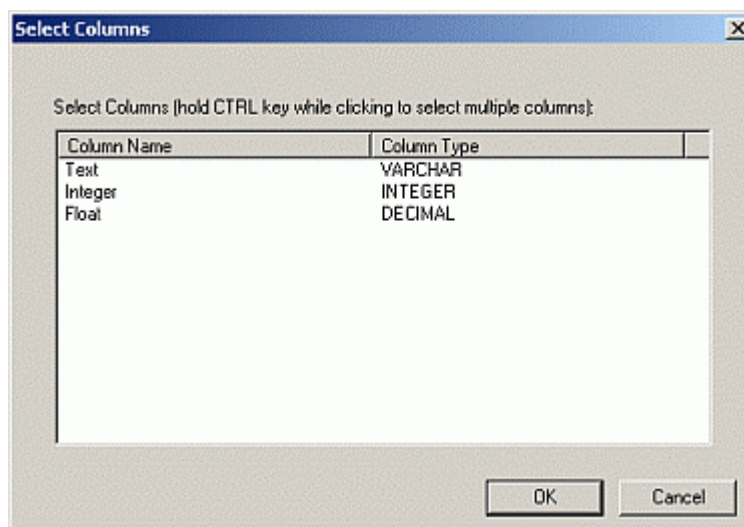 Select Columns
Select Columns (hold CTRL key while clicking to select multiple columns):
Column Name Column Type
Text VARCHAR
Integer INTEGER
Float DECIMAL
OK Cancel